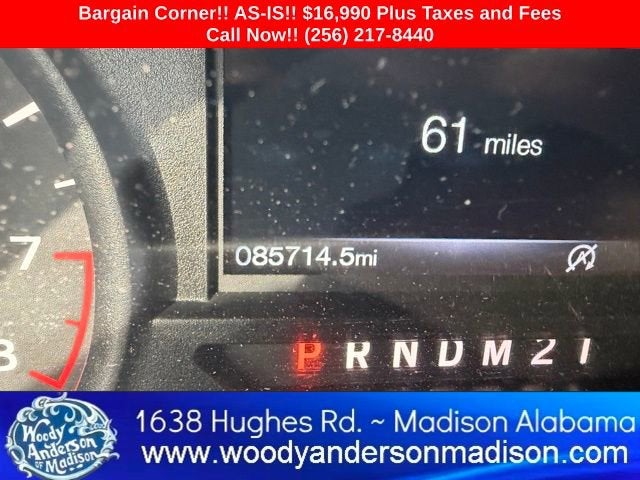 Bargain Corner!! AS-IS!! $16,990 Plus Taxes and Fees
Call Now!! (256) 217-8440
61 miles
7
085714.5mi
8
P R N D M 2 1
Woody Anderson of Madison
1638 Hughes Rd. ~ Madison Alabama
www.woodyandersonmadison.com